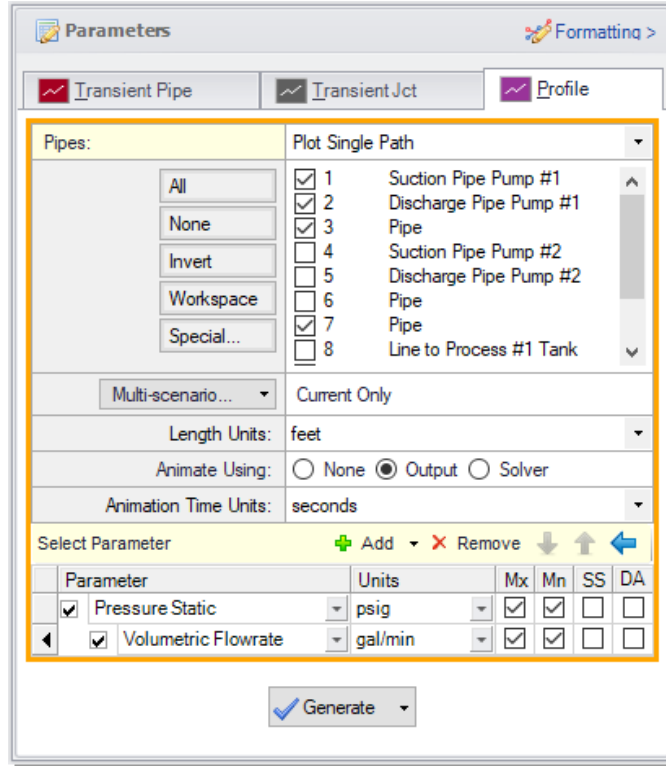 Parameters Formatting >
Transient Pipe Transient Jct Profile
Pipes: Plot Single Path
All
None
Invert
Workspace
Special...
1 Suction Pipe Pump #1
2 Discharge Pipe Pump #1
3 Pipe
4 Suction Pipe Pump #2
5 Discharge Pipe Pump #2
6 Pipe
7 Pipe
8 Line to Process #1 Tank
Multi-scenario... Current Only
Length Units: feet
Animate Using: None Output Solver
Animation Time Units: seconds
Select Parameter Add Remove
Parameter Units Mx Mn SS DA
Pressure Static psig
Volumetric Flowrate gal/min
Generate